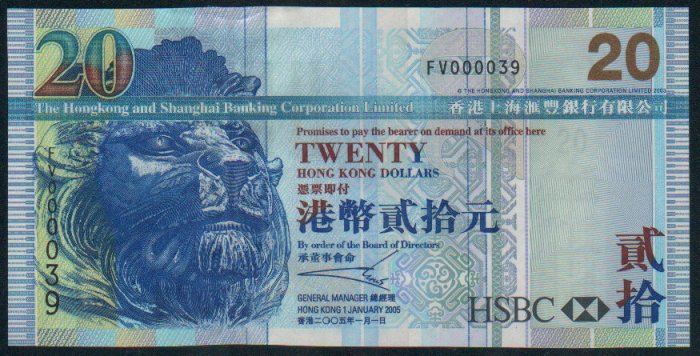 20
FV000039
20
© THE HONGKONG AND SHANGHAI BANKING CORPORATION LIMITED 2003
The Hongkong and Shanghai Banking Corporation Limited
香港上海滙豐銀行有限公司
Promises to pay the bearer on demand at its office here
TWENTY
HONG KONG DOLLARS
憑票即付
港幣貳拾元
By order of the Board of Directors
承董事會命
GENERAL MANAGER 總經理
HONG KONG 1 JANUARY 2005
香港二〇〇五年一月一日
FV000039
20
貳拾
HSBC